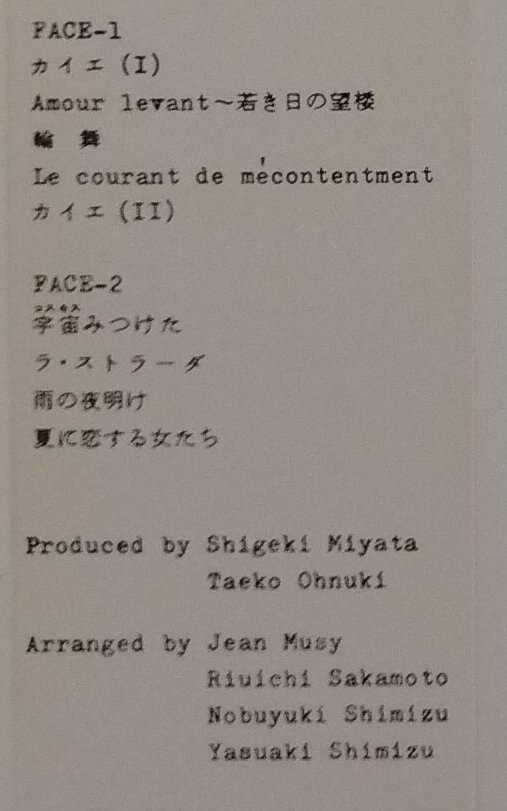 FACE-1
カイエ(I)
Amour levant～若き日の望楼
輪舞
Le courant de mécontentment
カイエ(II)
FACE-2
コスモス
宇宙みつけた
ラ・ストラーダ
雨の夜明け
夏に恋する女たち
Produced by Shigeki Miyata
Taeko Ohnuki
Arranged by Jean Musy
Riuichi Sakamoto
Nobuyuki Shimizu
Yasuaki Shimizu